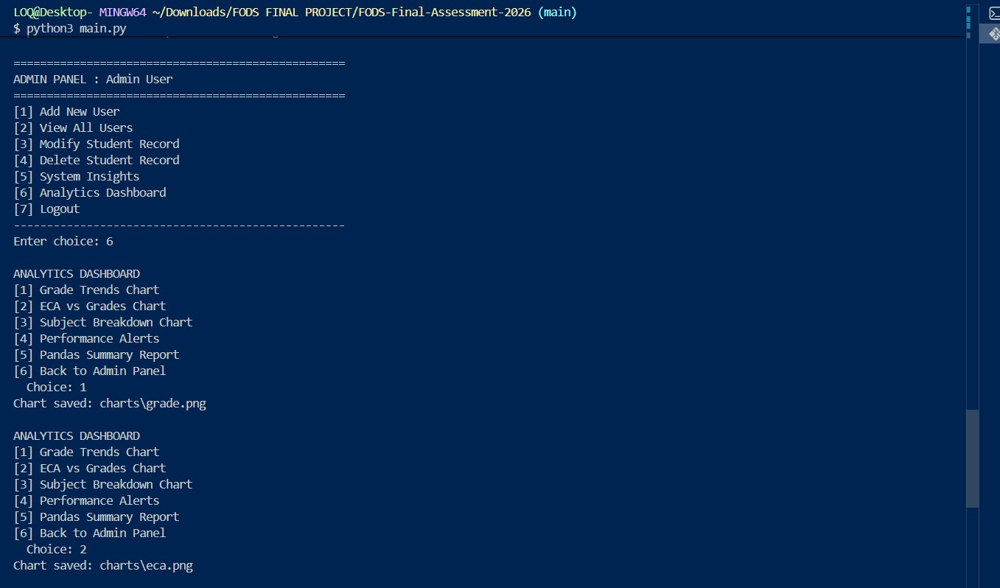 LOQ@Desktop- MINGW64 ~/Downloads/FODS FINAL PROJECT/FODS-Final-Assessment-2026 (main)
$ python3 main.py
==================================================
ADMIN PANEL : Admin User
==================================================
[1] Add New User
[2] View All Users
[3] Modify Student Record
[4] Delete Student Record
[5] System Insights
[6] Analytics Dashboard
[7] Logout
--------------------------------------------------
Enter choice: 6
ANALYTICS DASHBOARD
[1] Grade Trends Chart
[2] ECA vs Grades Chart
[3] Subject Breakdown Chart
[4] Performance Alerts
[5] Pandas Summary Report
[6] Back to Admin Panel
  Choice: 1
Chart saved: charts\grade.png
ANALYTICS DASHBOARD
[1] Grade Trends Chart
[2] ECA vs Grades Chart
[3] Subject Breakdown Chart
[4] Performance Alerts
[5] Pandas Summary Report
[6] Back to Admin Panel
  Choice: 2
Chart saved: charts\eca.png